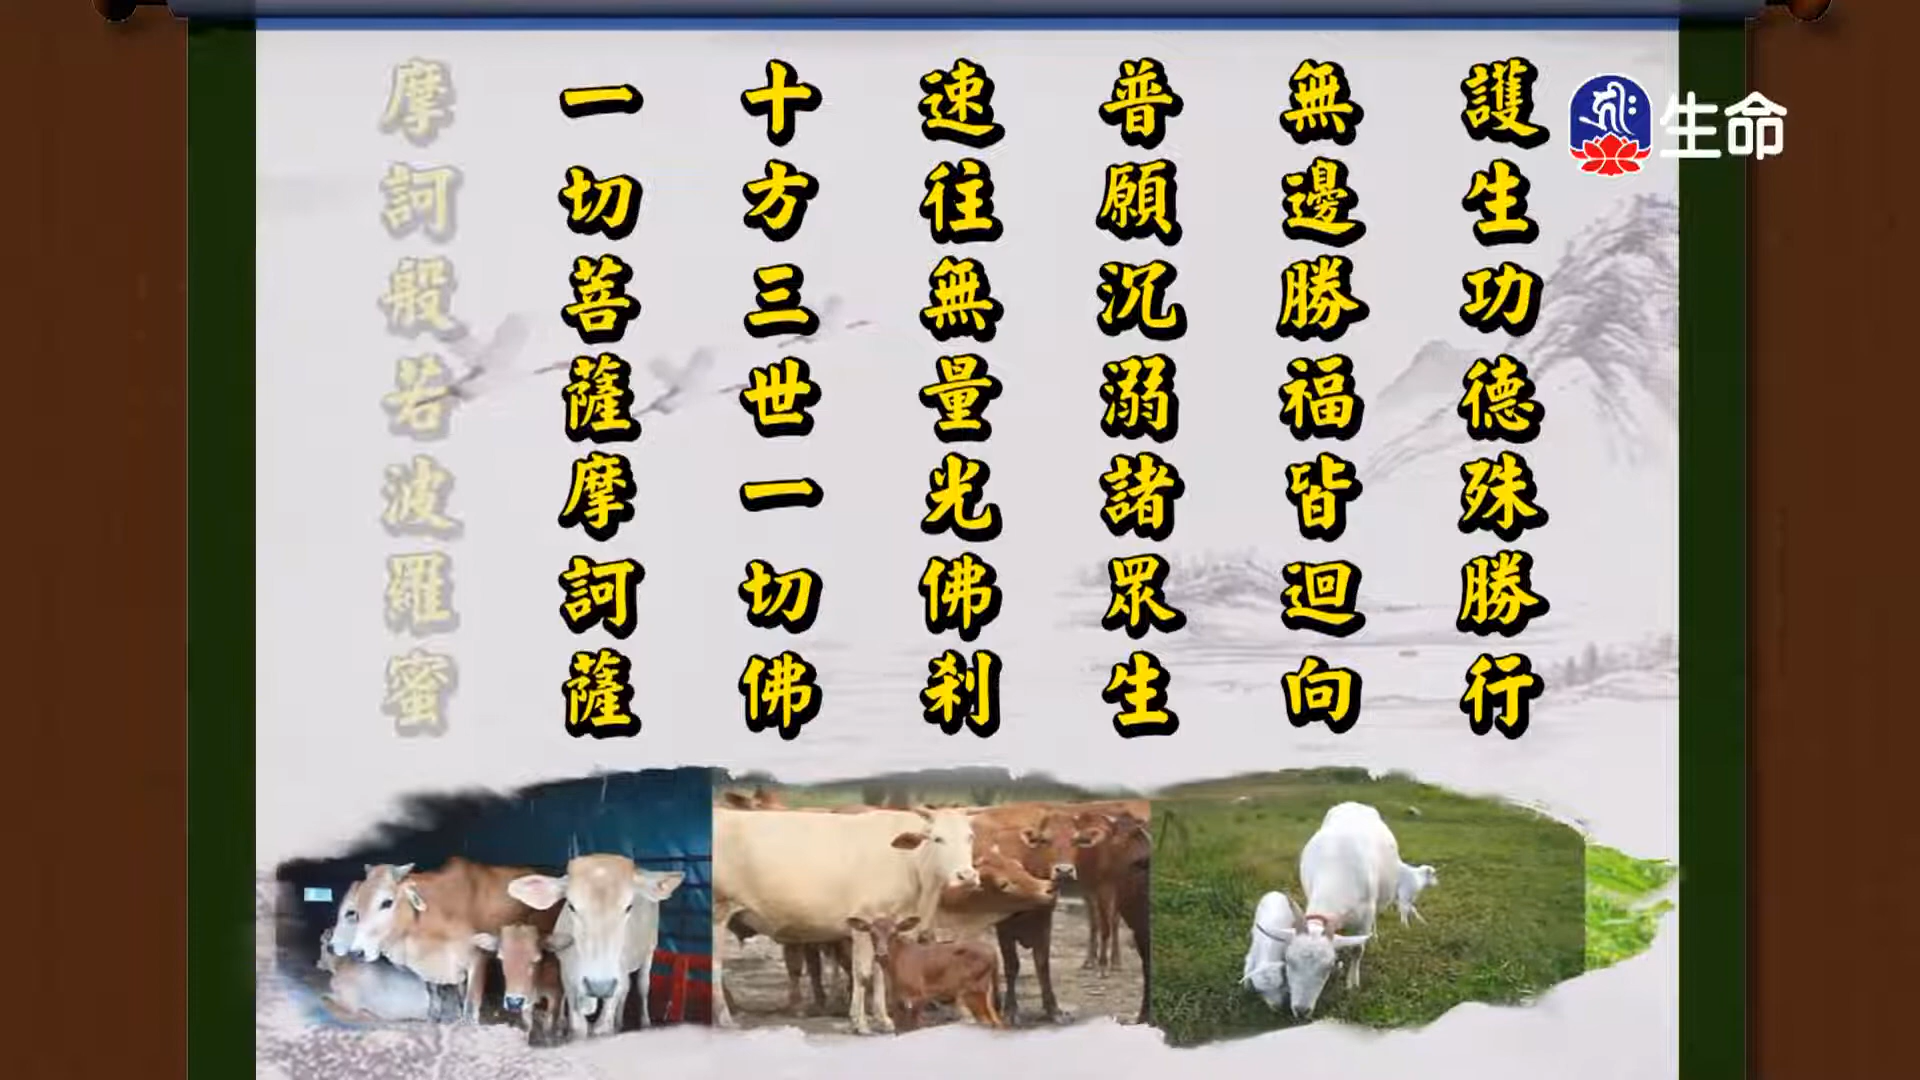 護生功德殊勝行
無邊勝福皆迴向
普願沉溺諸眾生
速往無量光佛剎
十方三世一切佛
一切菩薩摩訶薩
摩訶般若波羅蜜
生命